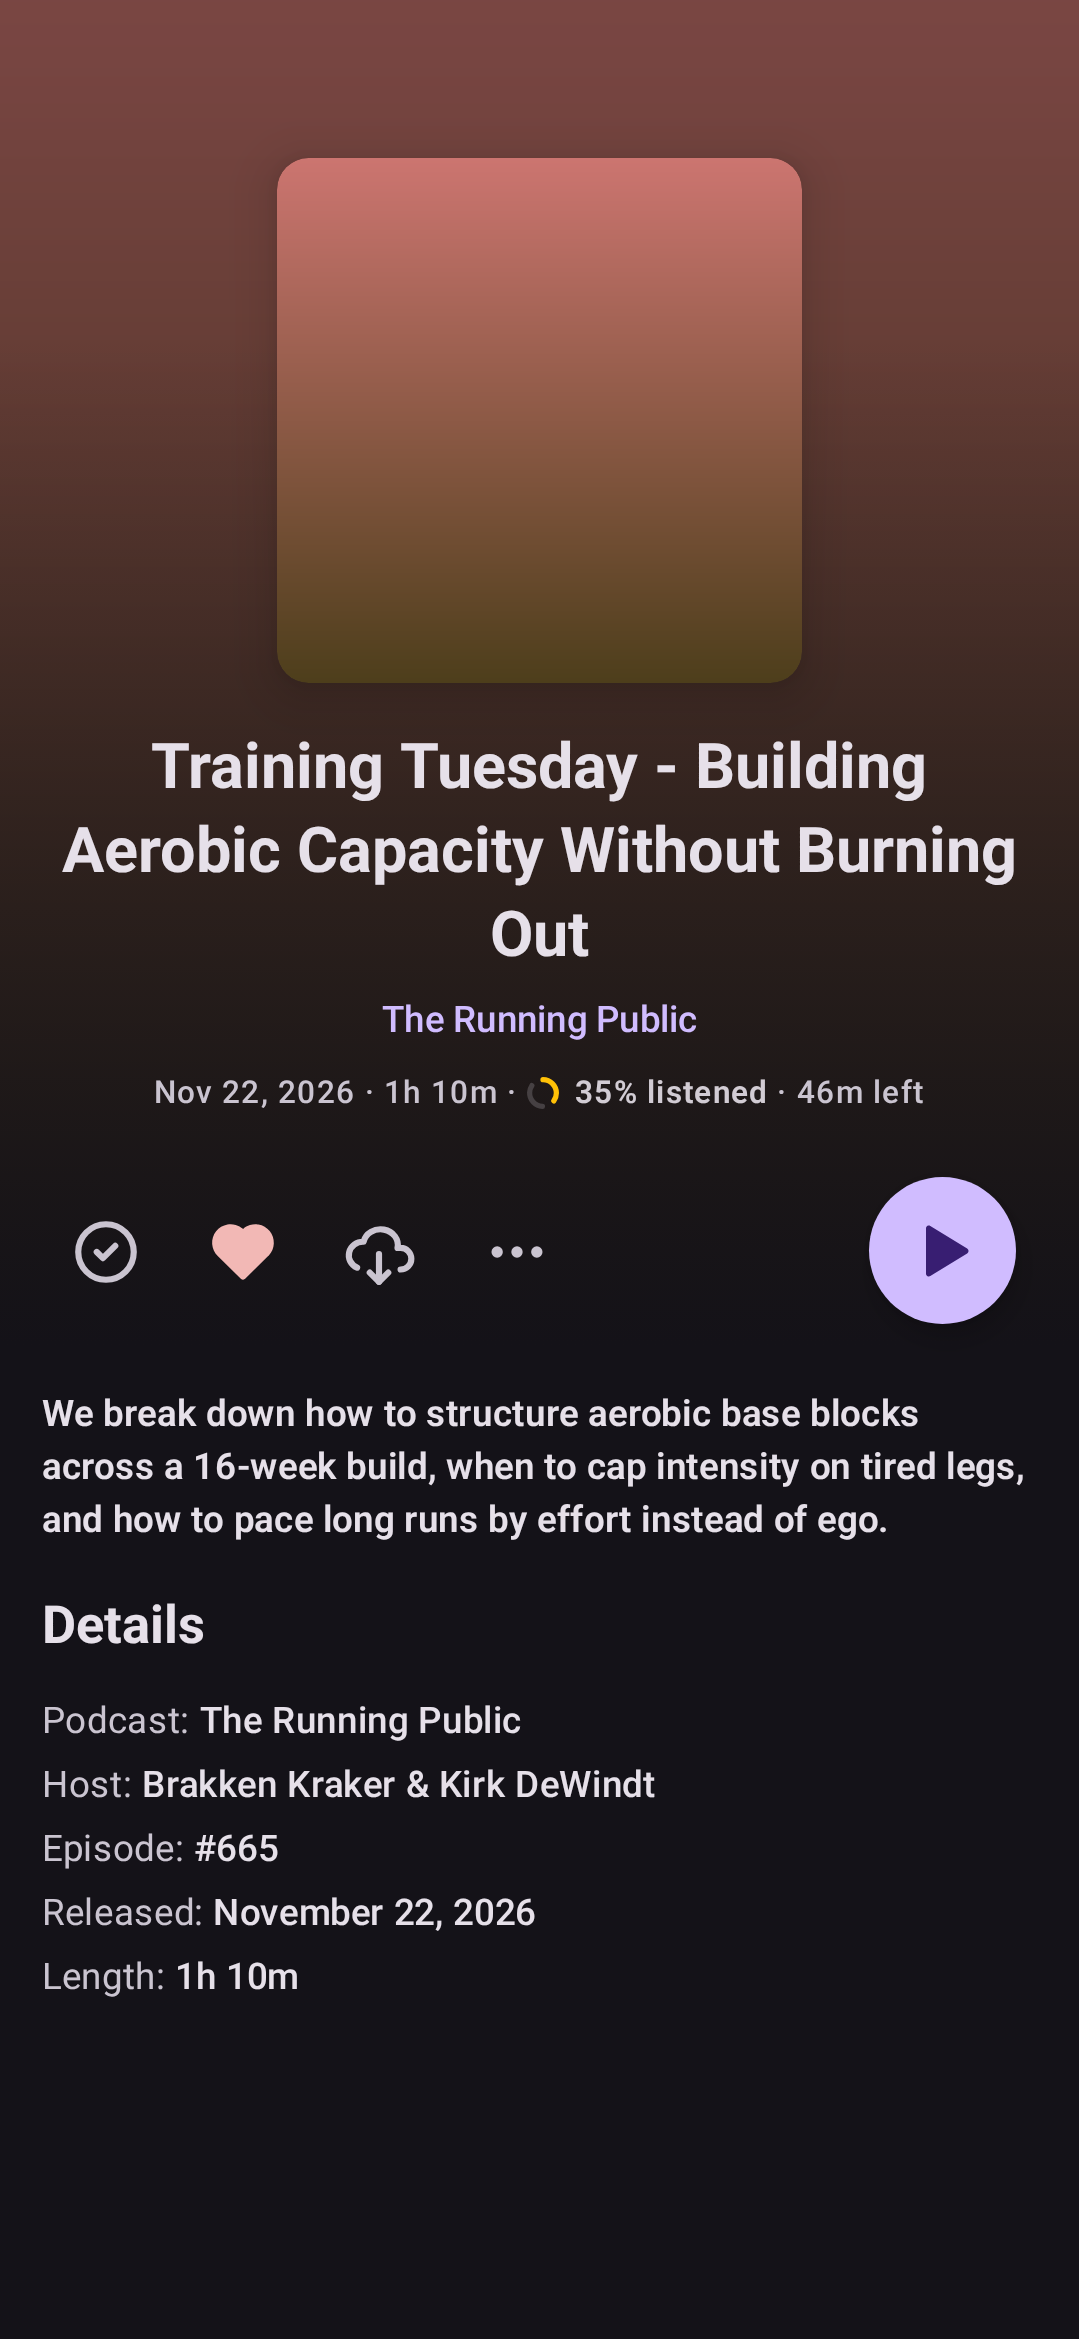 Training Tuesday - Building
Aerobic Capacity Without Burning
Out
The Running Public
Nov 22, 2026 · 1h 10m · 35% listened · 46m left
We break down how to structure aerobic base blocks
across a 16-week build, when to cap intensity on tired legs,
and how to pace long runs by effort instead of ego.
Details
Podcast: The Running Public
Host: Brakken Kraker & Kirk DeWindt
Episode: #665
Released: November 22, 2026
Length: 1h 10m